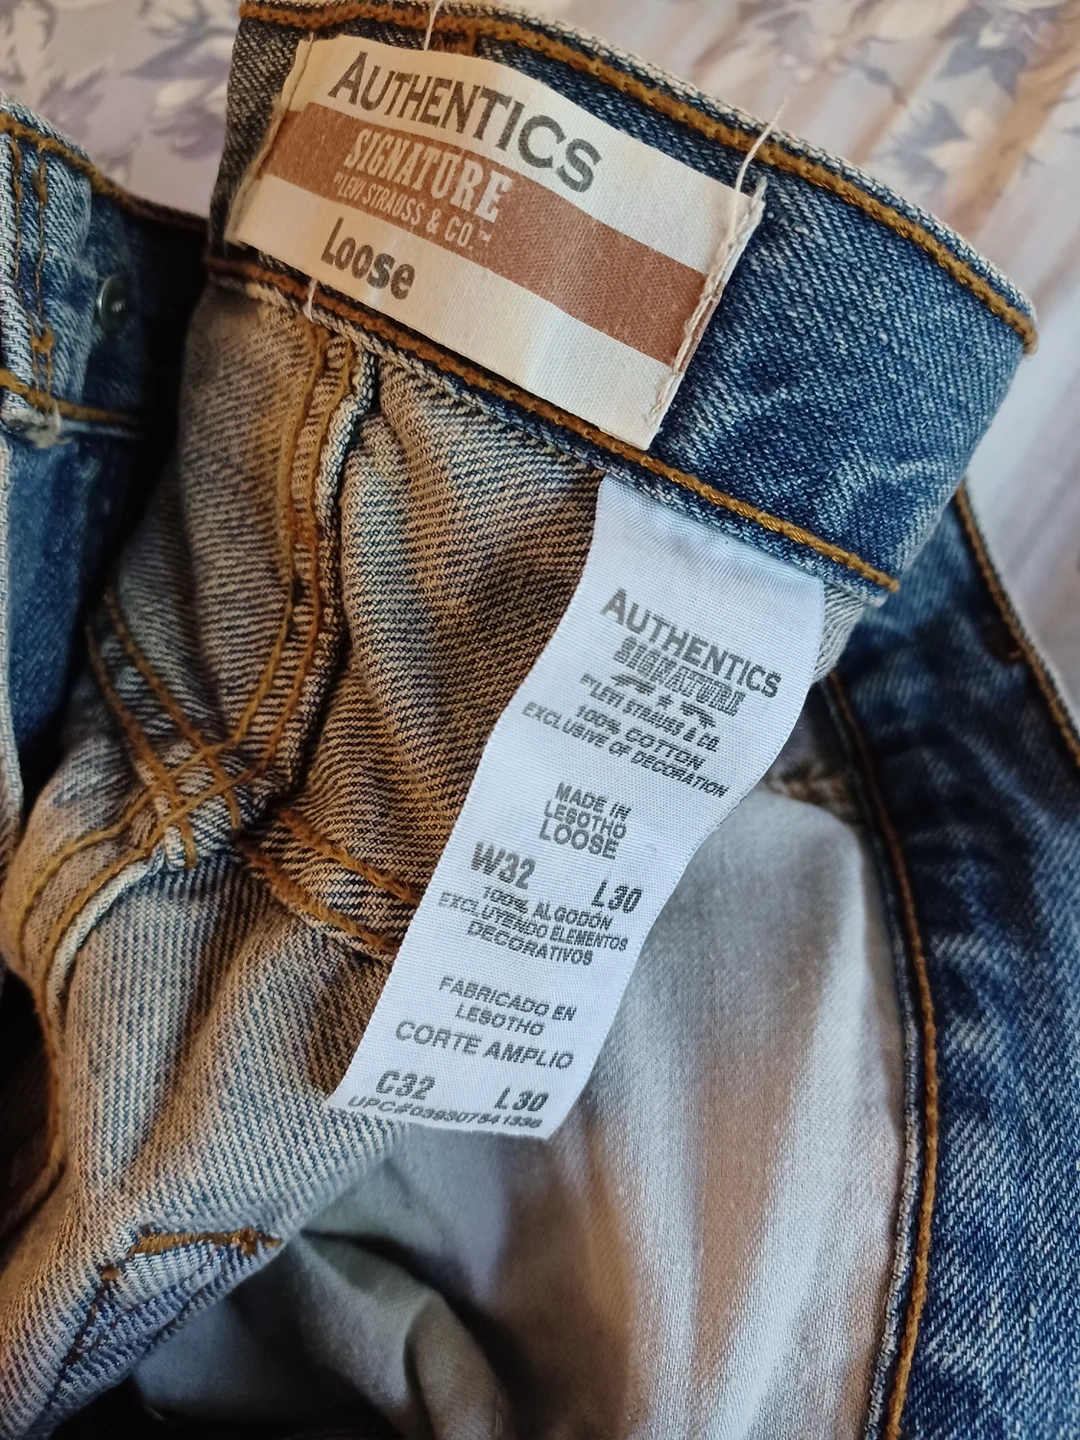 AUTHENTICS
SIGNATURE
BY LEVI STRAUSS & CO.™
Loose
AUTHENTICS
SIGNATURE
BY LEVI STRAUSS & CO.
100% COTTON
EXCLUSIVE OF DECORATION
MADE IN
LESOTHO
LOOSE
W32 L30
100% ALGODÓN
EXCLUYENDO ELEMENTOS
DECORATIVOS
FABRICADO EN
LESOTHO
CORTE AMPLIO
C32 L30